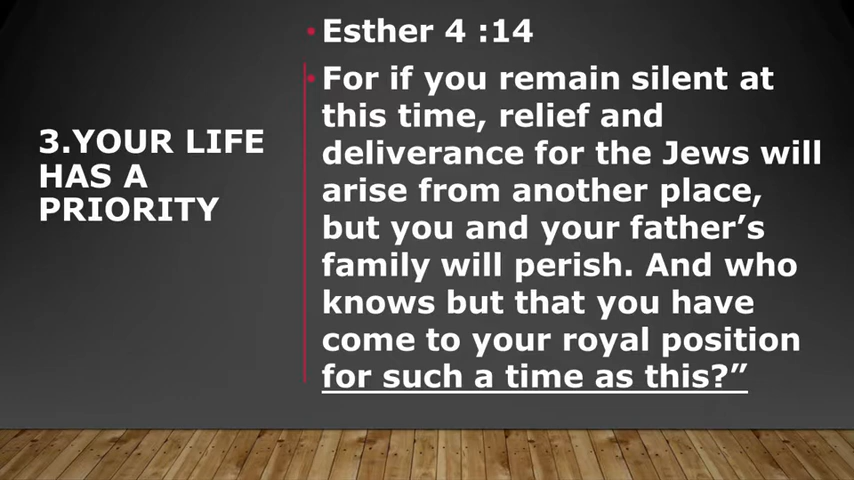 3.YOUR LIFE
HAS A
PRIORITY
• Esther 4 :14
• For if you remain silent at
this time, relief and
deliverance for the Jews will
arise from another place,
but you and your father’s
family will perish. And who
knows but that you have
come to your royal position
for such a time as this?”